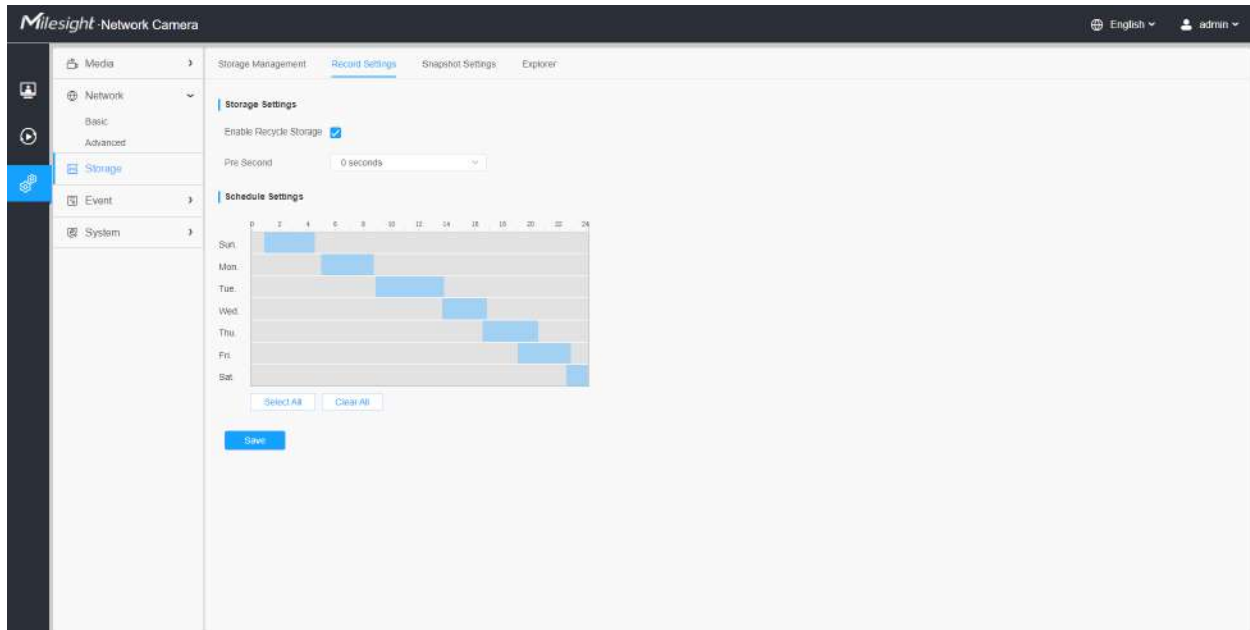 Milesight-Network Camera
English
admin
Media
Network
Basic
Advanced
Storage
Event
System
Storage Management Record Settings Snapshot Settings Explorer
Storage Settings
Enable Recycle Storage
Pre Second 0 seconds
Schedule Settings
0 2 4 6 8 10 12 14 16 18 20 22 24
Sun.
Mon.
Tue.
Wed.
Thu.
Fri.
Sat.
Select All Clear All
Save